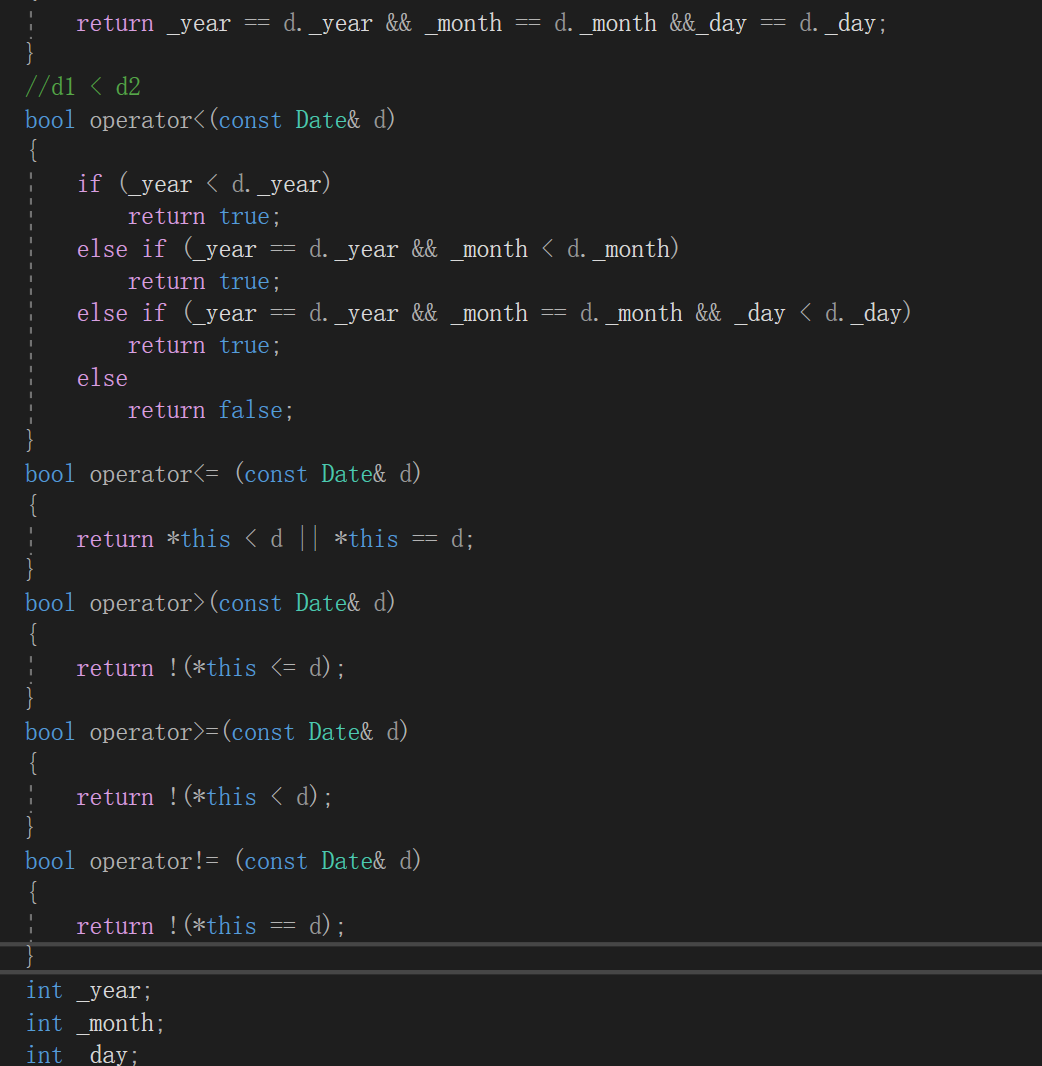 return _year == d._year && _month == d._month &&_day == d._day;
}
//d1 < d2
bool operator<(const Date& d)
{
if (_year < d._year)
return true;
else if (_year == d._year && _month < d._month)
return true;
else if (_year == d._year && _month == d._month && _day < d._day)
return true;
else
return false;
}
bool operator<= (const Date& d)
{
return *this < d || *this == d;
}
bool operator>(const Date& d)
{
return !(*this <= d);
}
bool operator>=(const Date& d)
{
return !(*this < d);
}
bool operator!= (const Date& d)
{
return !(*this == d);
}
int _year;
int _month;
int _day;